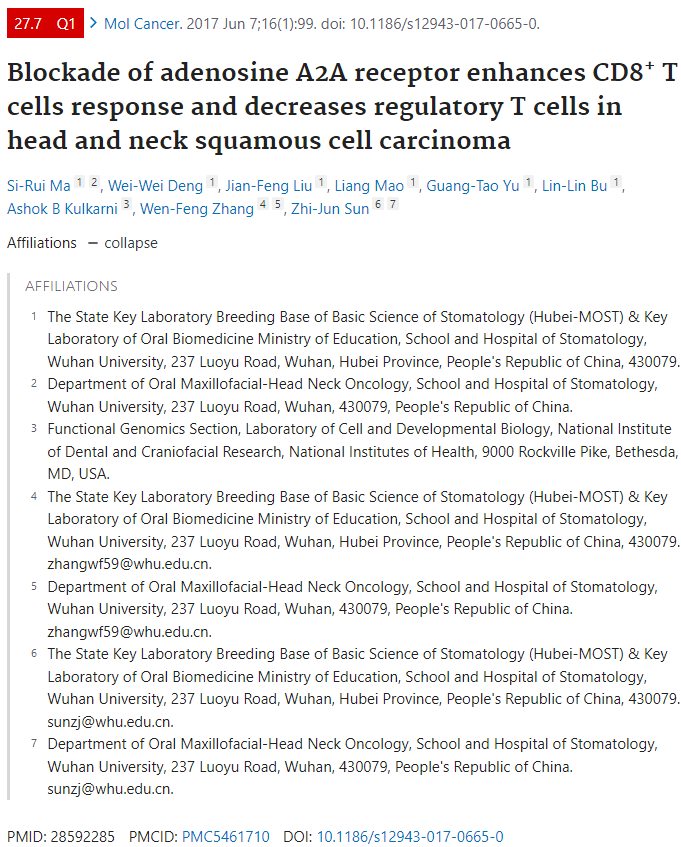 27.7 Q1 > Mol Cancer. 2017 Jun 7;16(1):99. doi: 10.1186/s12943-017-0665-0.
Blockade of adenosine A2A receptor enhances CD8⁺ T
cells response and decreases regulatory T cells in
head and neck squamous cell carcinoma
Si-Rui Ma 1 2, Wei-Wei Deng 1, Jian-Feng Liu 1, Liang Mao 1, Guang-Tao Yu 1, Lin-Lin Bu 1,
Ashok B Kulkarni 3, Wen-Feng Zhang 4 5, Zhi-Jun Sun 6 7
Affiliations — collapse
AFFILIATIONS
1 The State Key Laboratory Breeding Base of Basic Science of Stomatology (Hubei-MOST) & Key
Laboratory of Oral Biomedicine Ministry of Education, School and Hospital of Stomatology,
Wuhan University, 237 Luoyu Road, Wuhan, Hubei Province, People's Republic of China, 430079.
2 Department of Oral Maxillofacial-Head Neck Oncology, School and Hospital of Stomatology,
Wuhan University, 237 Luoyu Road, Wuhan, 430079, People's Republic of China.
3 Functional Genomics Section, Laboratory of Cell and Developmental Biology, National Institute
of Dental and Craniofacial Research, National Institutes of Health, 9000 Rockville Pike, Bethesda,
MD, USA.
4 The State Key Laboratory Breeding Base of Basic Science of Stomatology (Hubei-MOST) & Key
Laboratory of Oral Biomedicine Ministry of Education, School and Hospital of Stomatology,
Wuhan University, 237 Luoyu Road, Wuhan, Hubei Province, People's Republic of China, 430079.
zhangwf59@whu.edu.cn.
5 Department of Oral Maxillofacial-Head Neck Oncology, School and Hospital of Stomatology,
Wuhan University, 237 Luoyu Road, Wuhan, 430079, People's Republic of China.
zhangwf59@whu.edu.cn.
6 The State Key Laboratory Breeding Base of Basic Science of Stomatology (Hubei-MOST) & Key
Laboratory of Oral Biomedicine Ministry of Education, School and Hospital of Stomatology,
Wuhan University, 237 Luoyu Road, Wuhan, Hubei Province, People's Republic of China, 430079.
sunzj@whu.edu.cn.
7 Department of Oral Maxillofacial-Head Neck Oncology, School and Hospital of Stomatology,
Wuhan University, 237 Luoyu Road, Wuhan, 430079, People's Republic of China.
sunzj@whu.edu.cn.
PMID: 28592285 PMCID: PMC5461710 DOI: 10.1186/s12943-017-0665-0